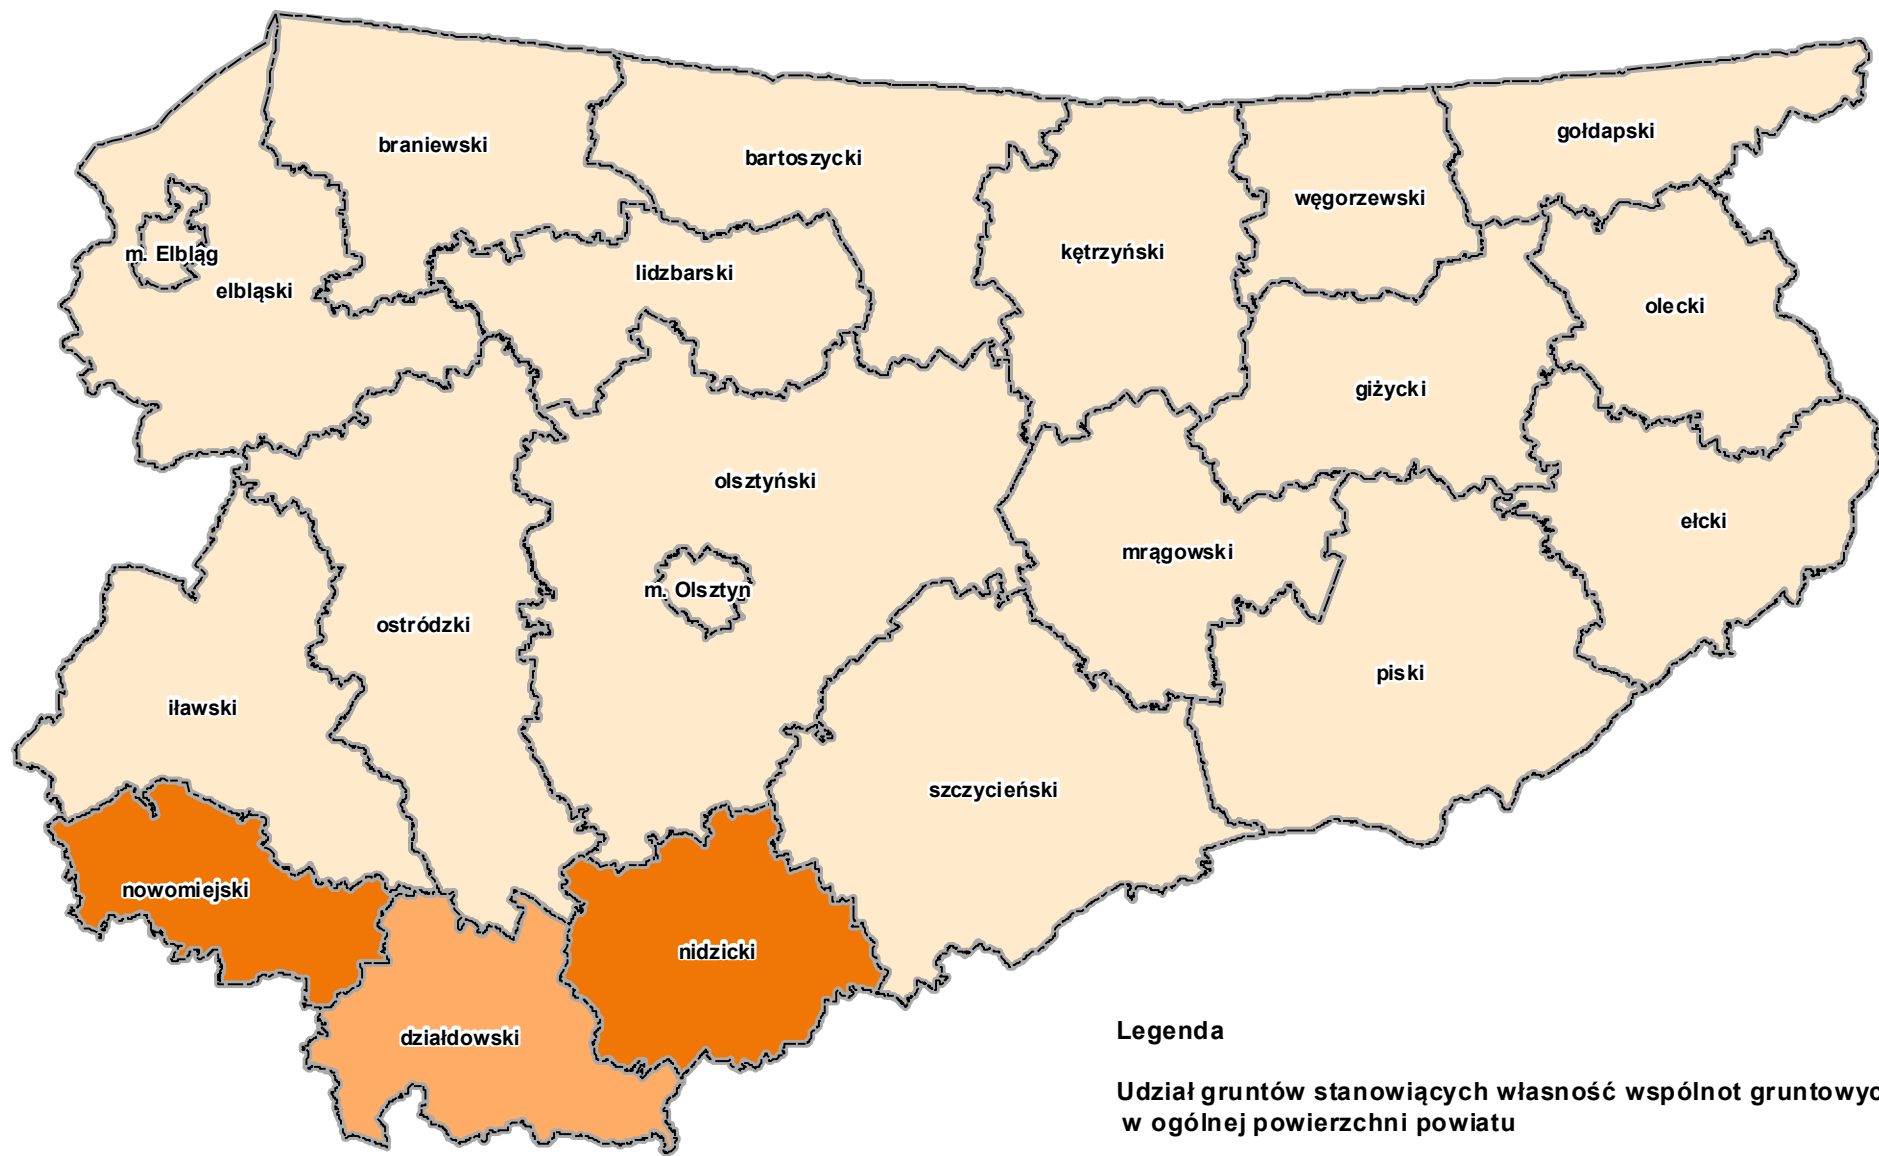 gołdapski
braniewski
bartoszycki
węgorzewski
m. Elbląg
kętrzyński
lidzbarski
elbląski
olecki
giżycki
olsztyński
ełcki
mrągowski
m. Olsztyn
ostródzki
piski
iławski
szczycieński
nowomiejski
nidzicki
działdowski
Legenda
Udział gruntów stanowiących własność wspólnot gruntowyc
w ogólnej powierzchni powiatu